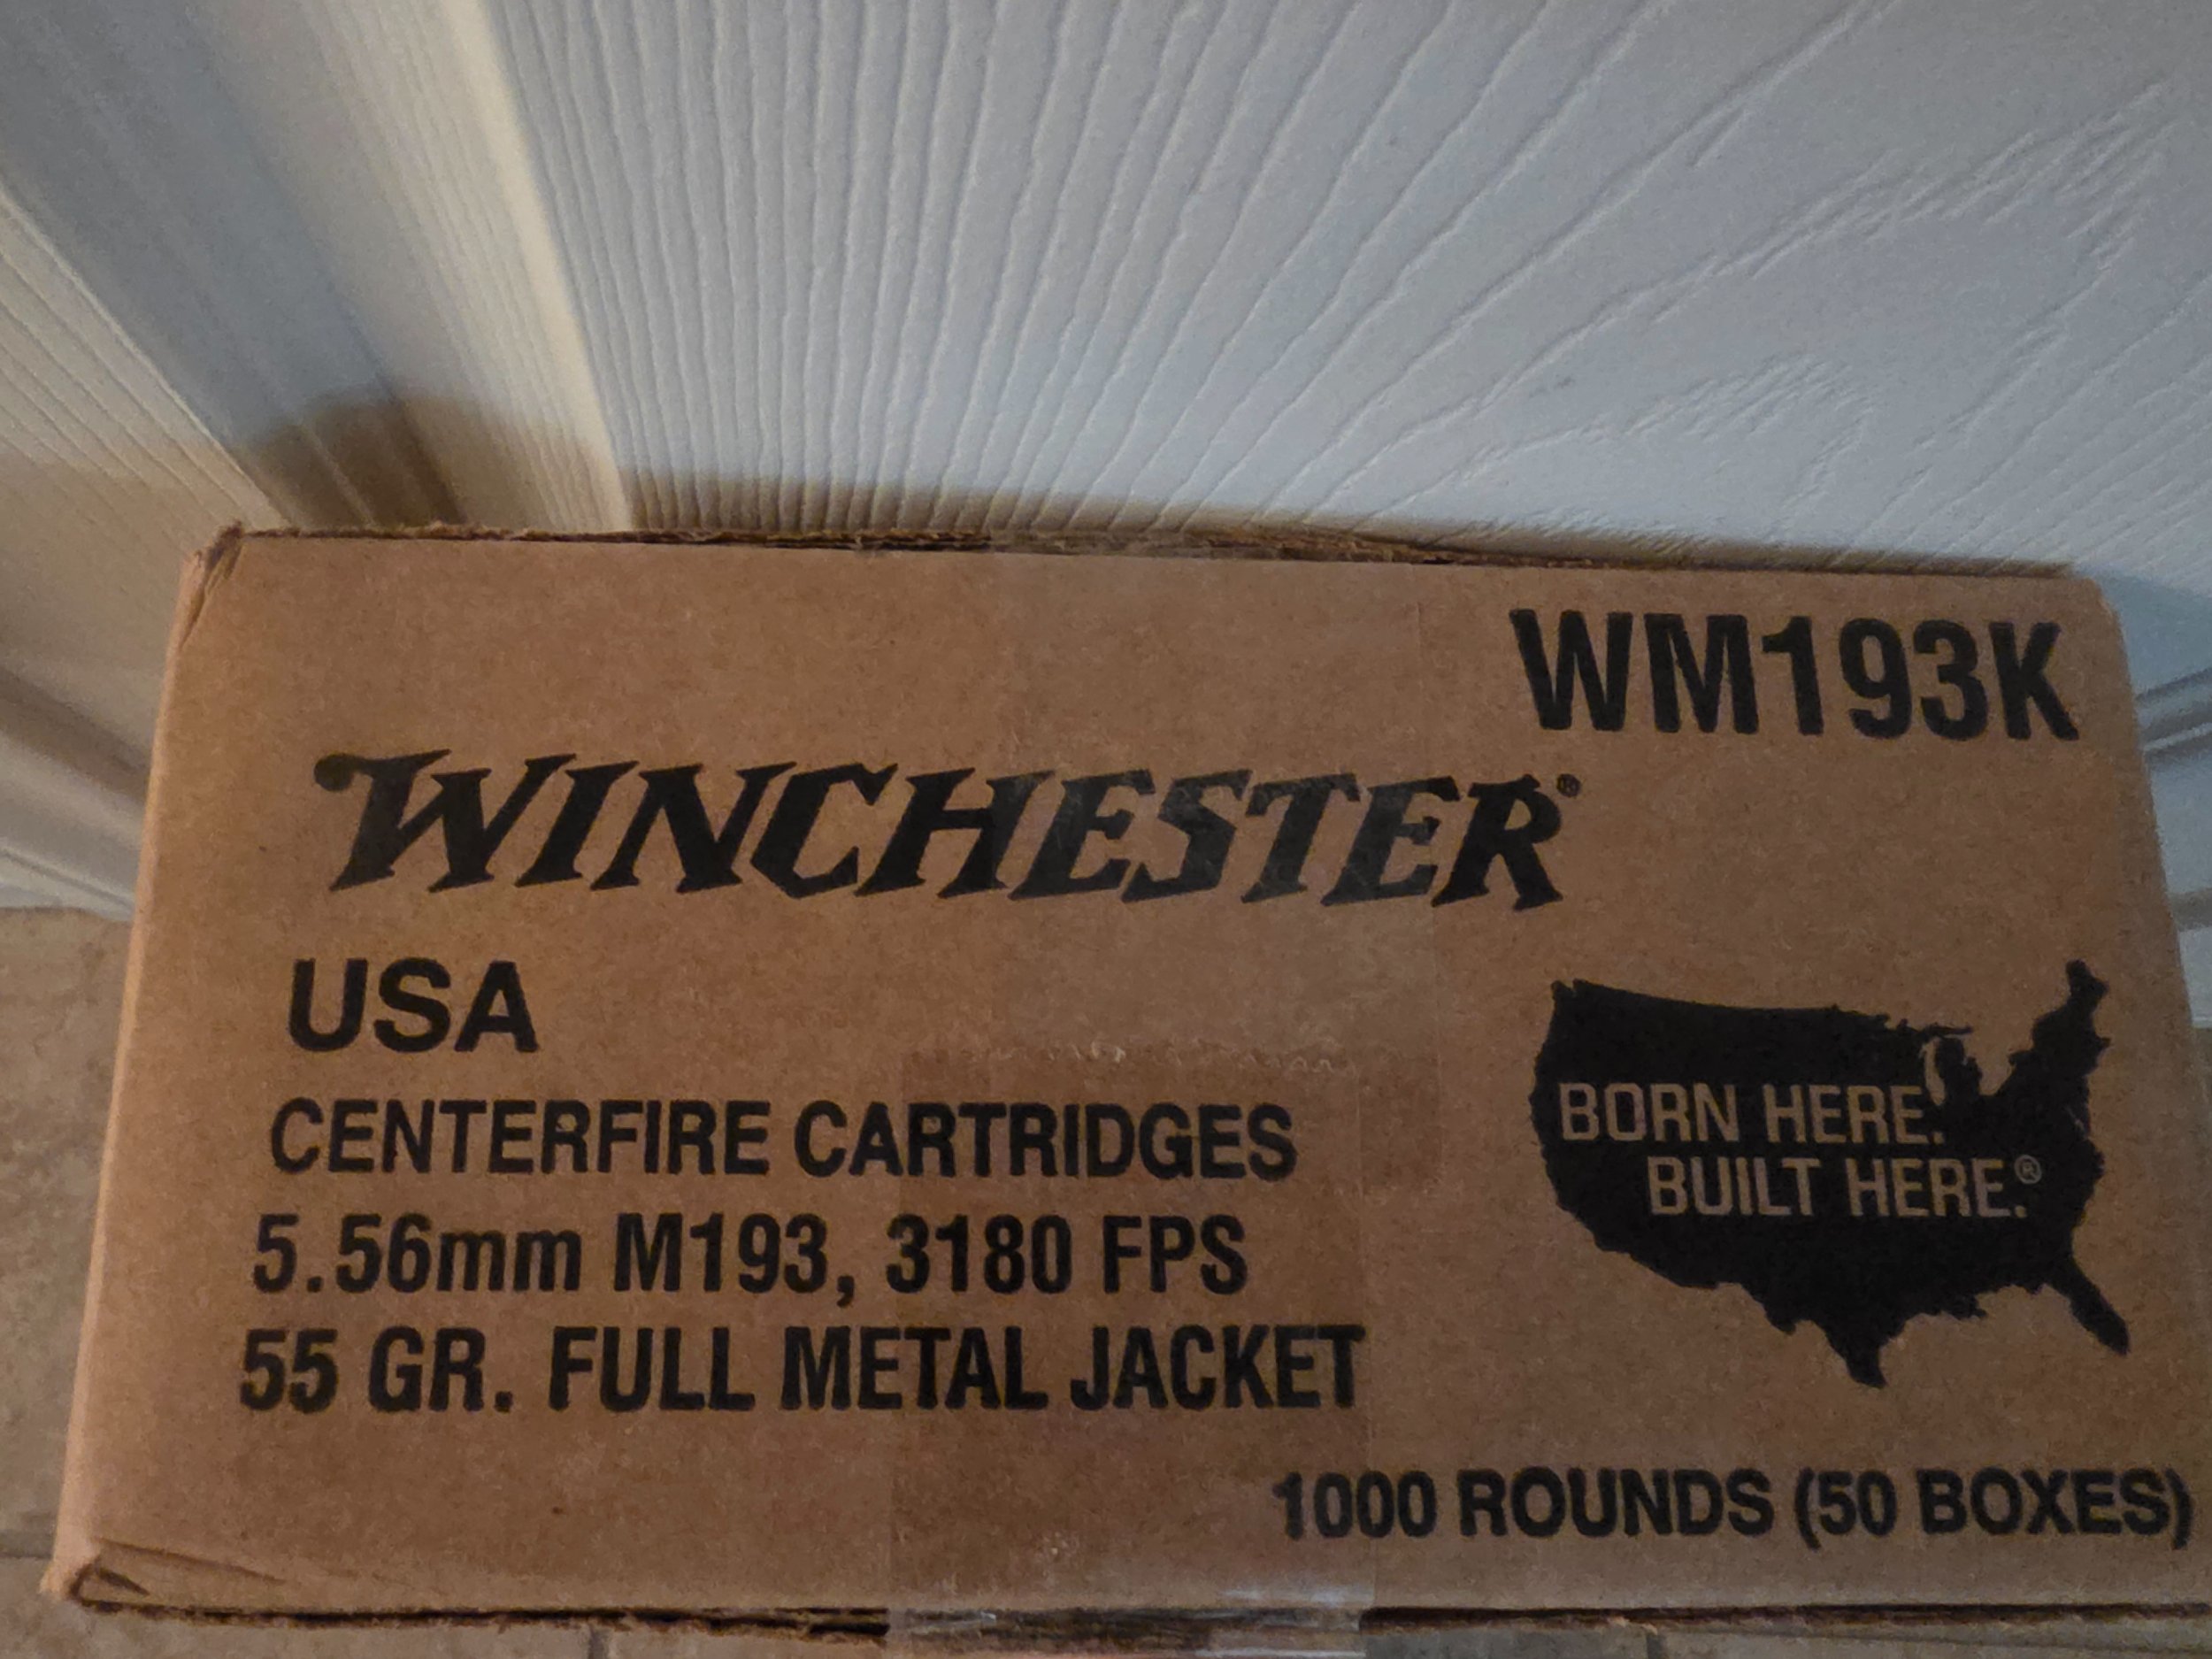 WM193K
WINCHESTER®
USA
CENTERFIRE CARTRIDGES
5.56mm M193, 3180 FPS
55 GR. FULL METAL JACKET
BORN HERE.
BUILT HERE.®
1000 ROUNDS (50 BOXES)